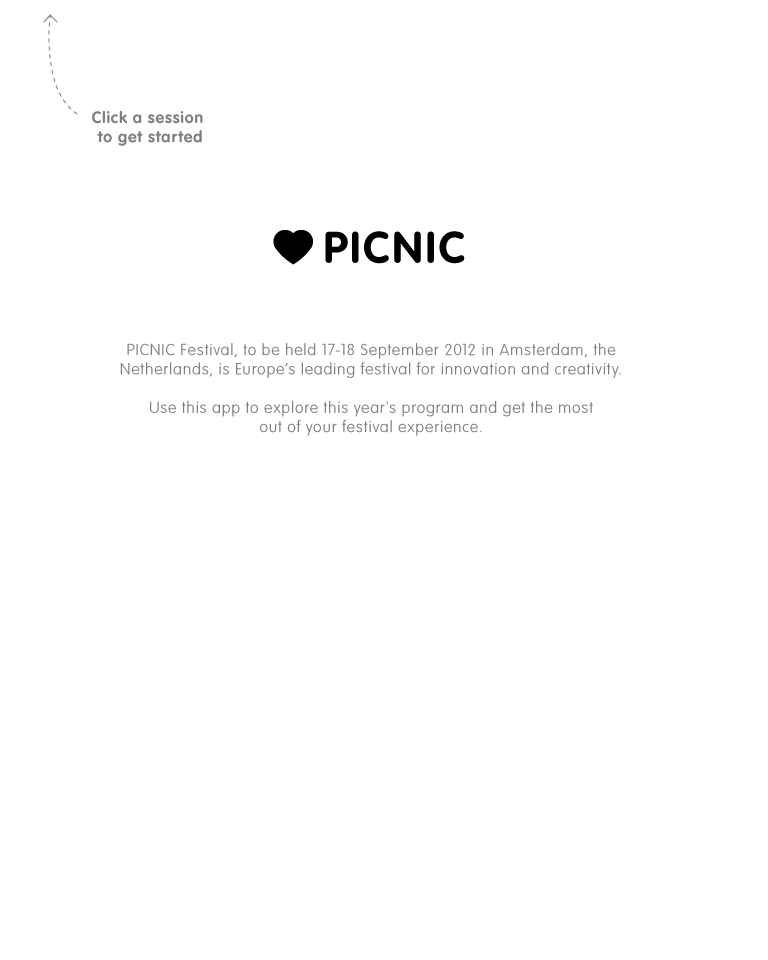 Click a session
to get started
PICNIC
PICNIC Festival, to be held 17-18 September 2012 in Amsterdam, the
Netherlands, is Europe’s leading festival for innovation and creativity.
Use this app to explore this year's program and get the most
out of your festival experience.